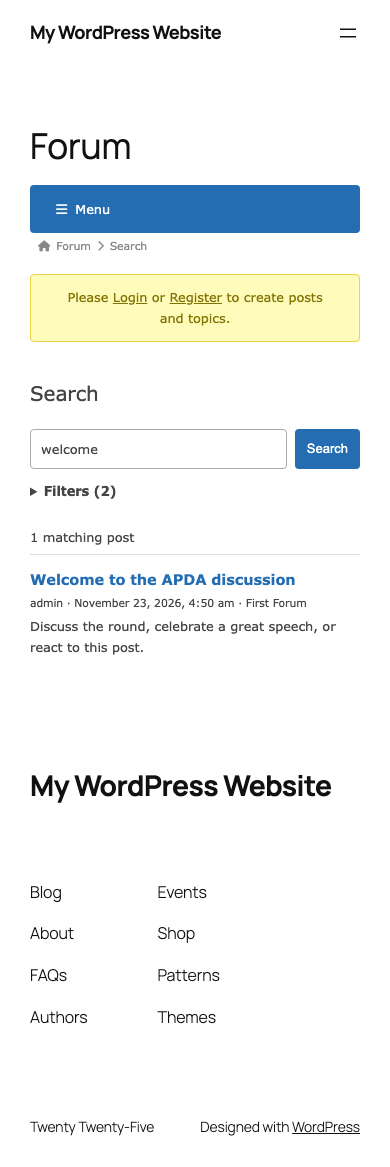 My WordPress Website
Forum
Menu
Forum Search
Please Login or Register to create posts
and topics.
Search
welcome
Search
Filters (2)
1 matching post
Welcome to the APDA discussion
admin · November 23, 2026, 4:50 am · First Forum
Discuss the round, celebrate a great speech, or
react to this post.
My WordPress Website
Blog
About
FAQs
Authors
Events
Shop
Patterns
Themes
Twenty Twenty-Five
Designed with WordPress